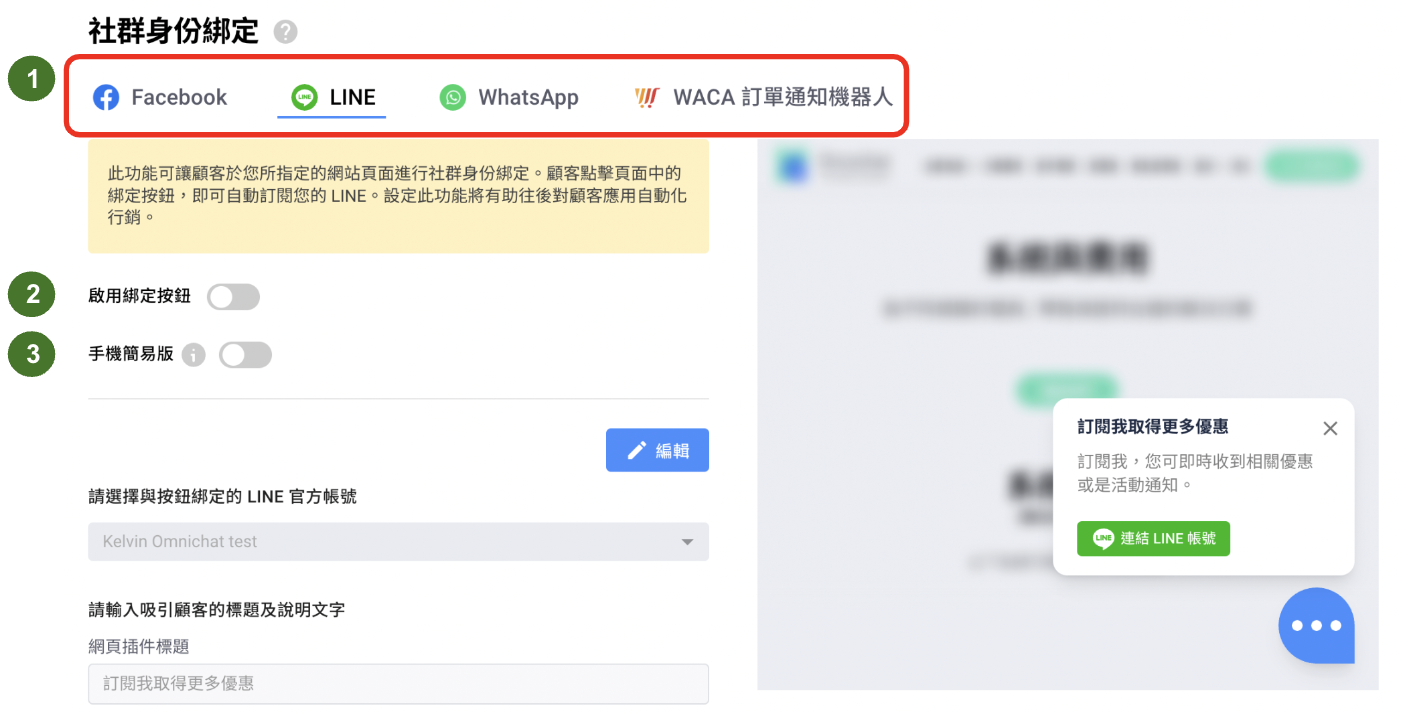 社群身份綁定 ?
1
Facebook
LINE
WhatsApp
WACA 訂單通知機器人
此功能可讓顧客於您所指定的網站頁面進行社群身份綁定。顧客點擊頁面中的
綁定按鈕，即可自動訂閱您的 LINE。設定此功能將有助往後對顧客應用自動化
行銷。
2
啟用綁定按鈕
3
手機簡易版 i
編輯
請選擇與按鈕綁定的 LINE 官方帳號
Kelvin Omnichat test
請輸入吸引顧客的標題及說明文字
網頁插件標題
訂閱我取得更多優惠
訂閱我取得更多優惠
訂閱我，您可即時收到相關優惠
或是活動通知。
LINE 連結 LINE 帳號